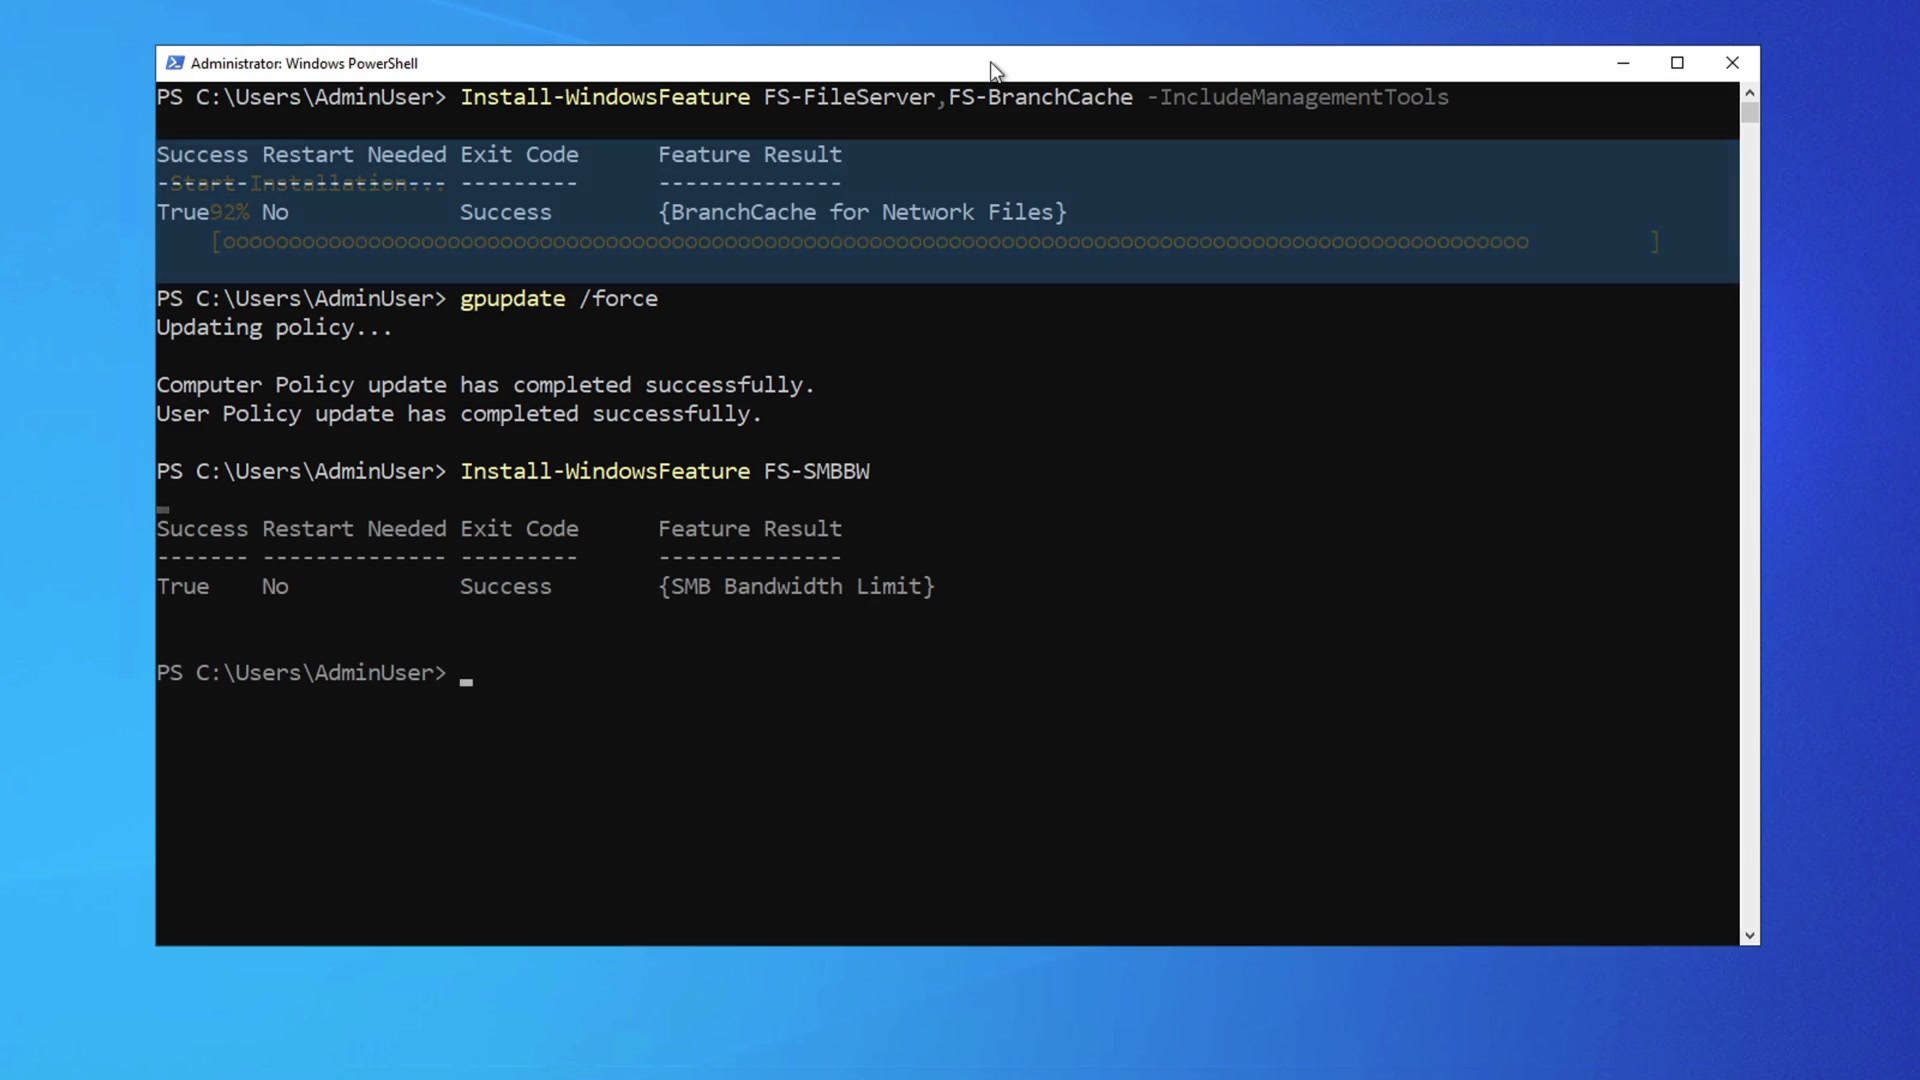 Administrator: Windows PowerShell
PS C:\Users\AdminUser> Install-WindowsFeature FS-FileServer,FS-BranchCache -IncludeManagementTools
Success Restart Needed Exit Code      Feature Result
------- -------------- ---------      --------------
Start Installation...
True    No             Success        {BranchCache for Network Files}
92%
[ooooooooooooooooooooooooooooooooooooooooooooooooooooooooooooooooooooooooooooooooooooooooooooooooooo         ]
PS C:\Users\AdminUser> gpupdate /force
Updating policy...
Computer Policy update has completed successfully.
User Policy update has completed successfully.
PS C:\Users\AdminUser> Install-WindowsFeature FS-SMBBW
Success Restart Needed Exit Code      Feature Result
------- -------------- ---------      --------------
True    No             Success        {SMB Bandwidth Limit}
PS C:\Users\AdminUser>